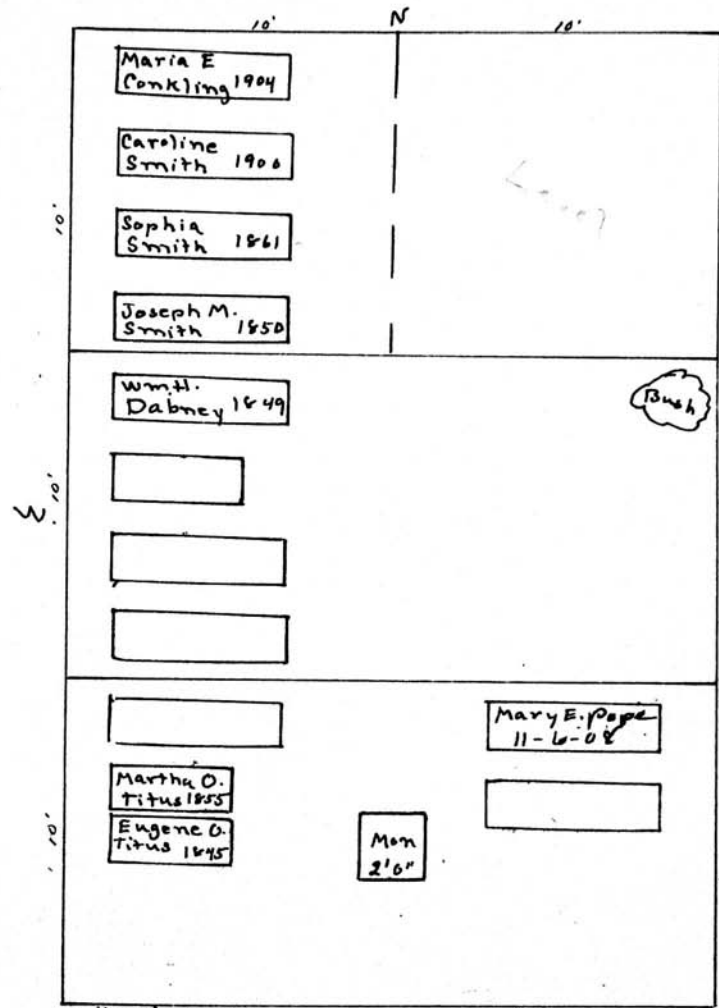 10' N 10'
Maria E
Conkling 1904
Caroline
Smith 1900
10'
Sophia
Smith 1861
Joseph M.
Smith 1850
Wm.H.
Dabney 1849
Bush
10'
Mary E. Pope
11-6-08
Martha O.
Titus 1855
Eugene O.
Titus 1845
10'
Mon
2'0"